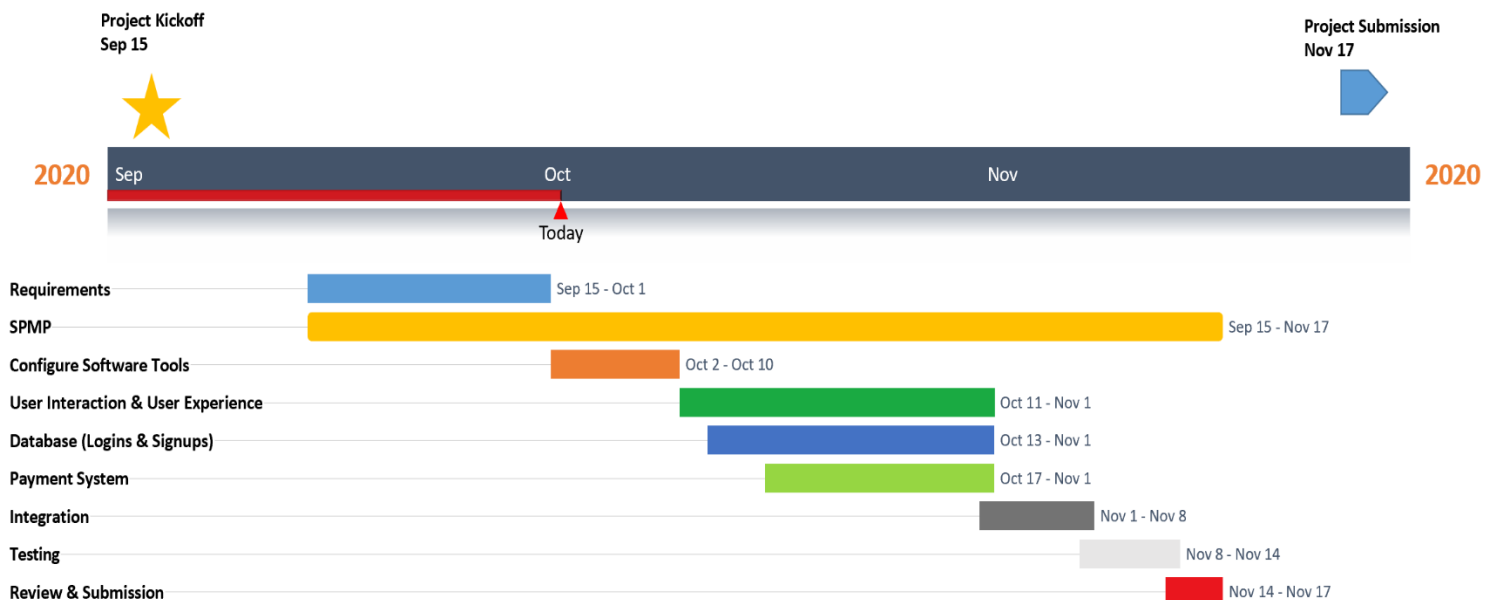 Project Kickoff
Sep 15
Project Submission
Nov 17
2020 Sep Oct Nov 2020
Today
Requirements Sep 15 - Oct 1
SPMP Sep 15 - Nov 17
Configure Software Tools Oct 2 - Oct 10
User Interaction & User Experience Oct 11 - Nov 1
Database (Logins & Signups) Oct 13 - Nov 1
Payment System Oct 17 - Nov 1
Integration Nov 1 - Nov 8
Testing Nov 8 - Nov 14
Review & Submission Nov 14 - Nov 17